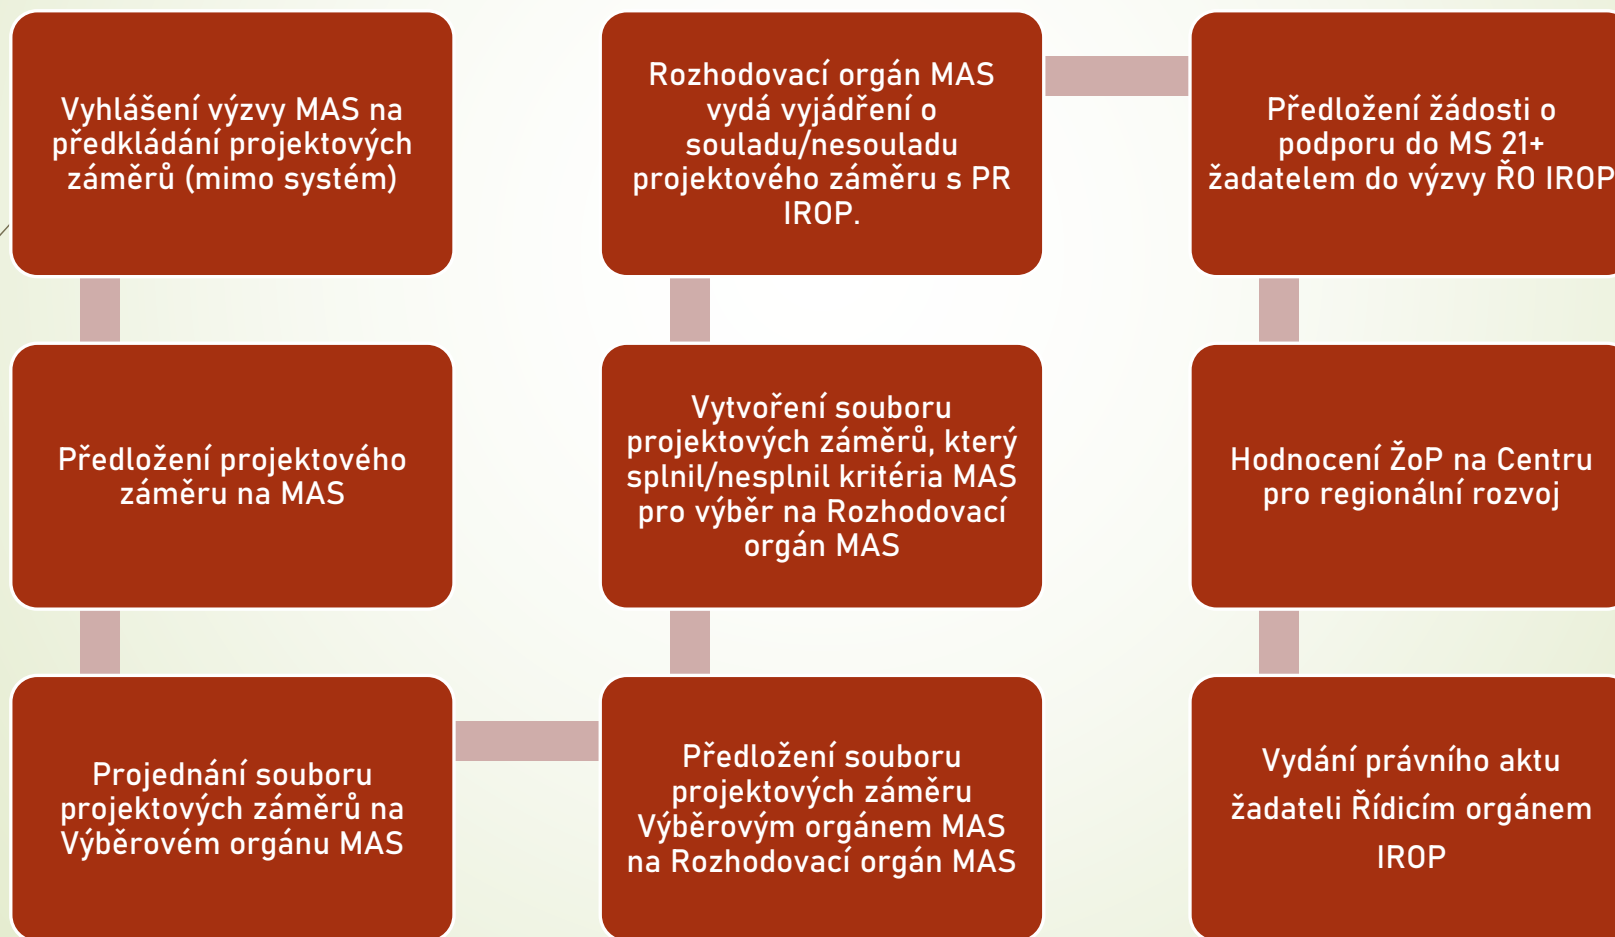 Vyhlášení výzvy MAS na
předkládání projektových
záměrů (mimo systém)
Předložení projektového
záměru na MAS
Projednání souboru
projektových záměrů na
Výběrovém orgánu MAS
Předložení souboru
projektových záměru
Výběrovým orgánem MAS
na Rozhodovací orgán MAS
Vytvoření souboru
projektových záměrů, který
splnil/nesplnil kritéria MAS
pro výběr na Rozhodovací
orgán MAS
Rozhodovací orgán MAS
vydá vyjádření o
souladu/nesouladu
projektového záměru s PR
IROP.
Předložení žádosti o
podporu do MS 21+
žadatelem do výzvy ŘO IROP
Hodnocení ŽoP na Centru
pro regionální rozvoj
Vydání právního aktu
žadateli Řídicím orgánem
IROP